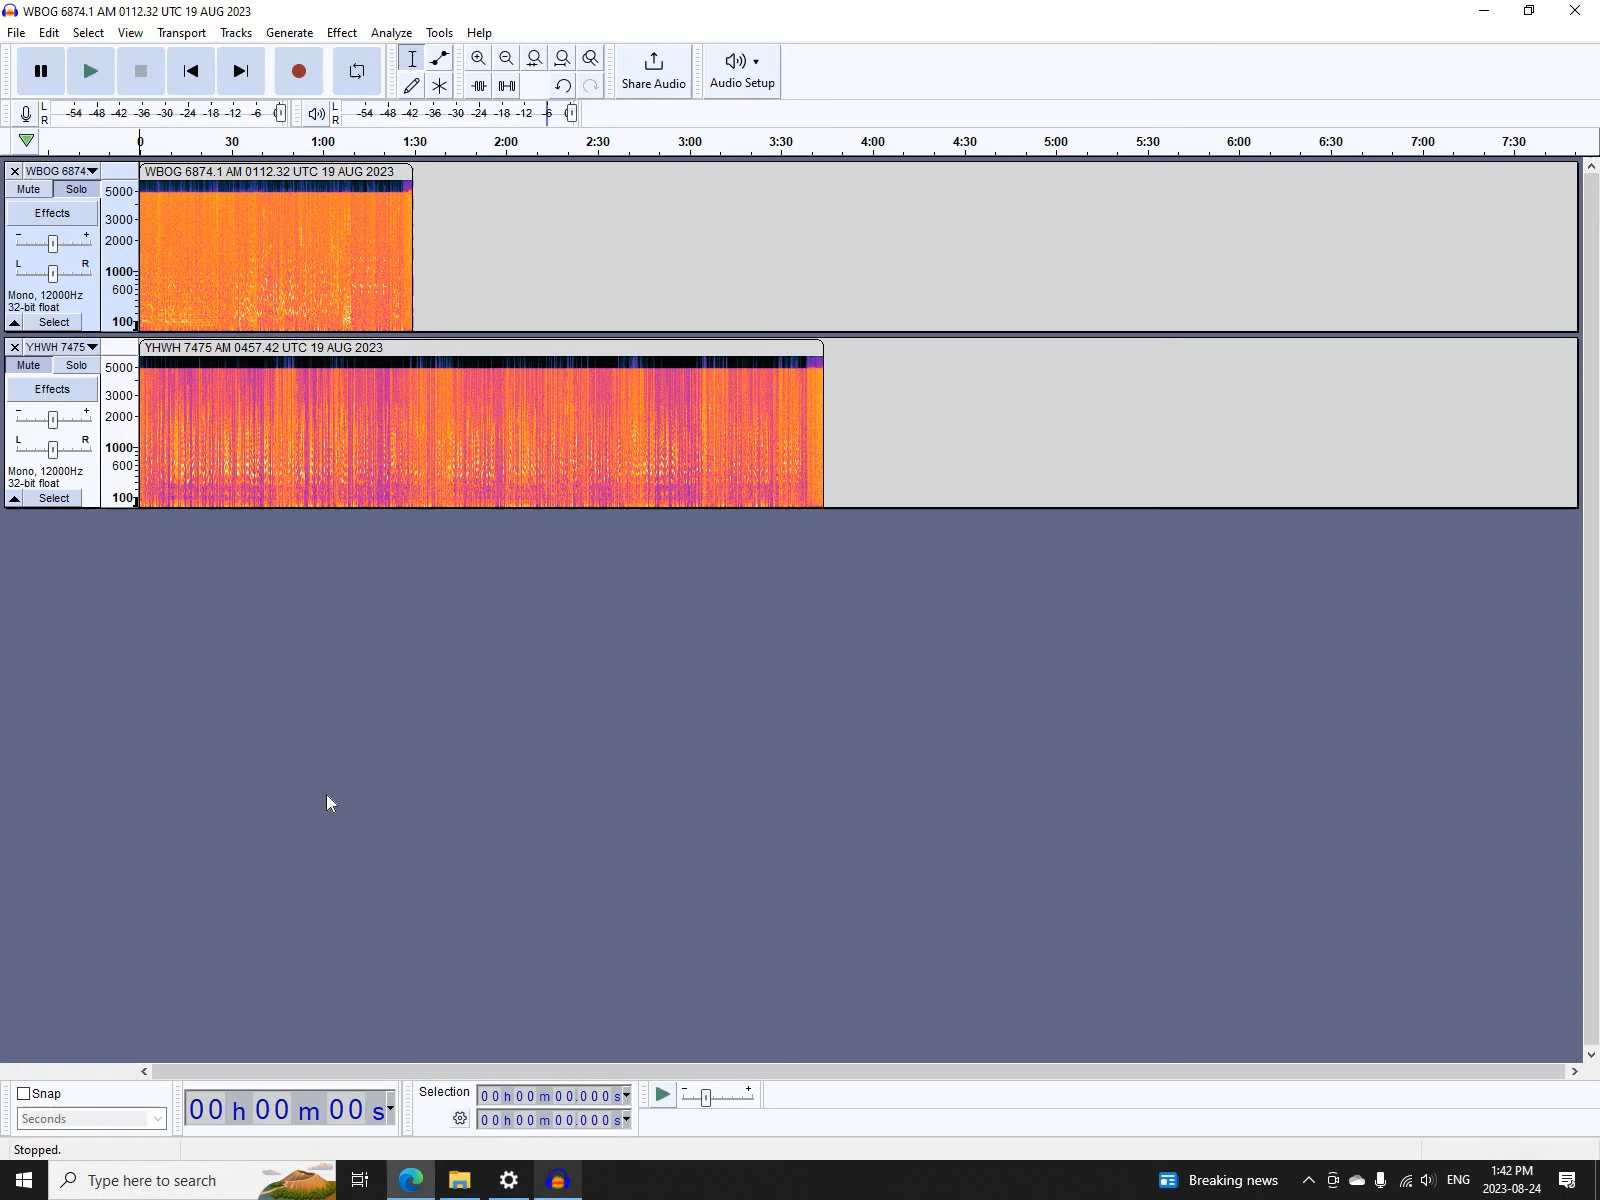 WBOG 6874.1 AM 0112.32 UTC 19 AUG 2023
File Edit Select View Transport Tracks Generate Effect Analyze Tools Help
Share Audio
Audio Setup
L R -54 -48 -42 -36 -30 -24 -18 -12 -6
L R -54 -48 -42 -36 -30 -24 -18 -12 -6
0 30 1:00 1:30 2:00 2:30 3:00 3:30 4:00 4:30 5:00 5:30 6:00 6:30 7:00 7:30
WBOG 6874. WBOG 6874.1 AM 0112.32 UTC 19 AUG 2023
Mute Solo 5000
Effects 3000
- + 2000
L R 1000
Mono, 12000Hz 600
32-bit float
Select 100
YHWH 7475 YHWH 7475 AM 0457.42 UTC 19 AUG 2023
Mute Solo 5000
Effects 3000
- + 2000
L R 1000
Mono, 12000Hz 600
32-bit float
Select 100
Snap
Seconds
00 h 00 m 00 s
Selection
00 h 00 m 00.000 s
00 h 00 m 00.000 s
- +
Stopped.
Type here to search
Breaking news
ENG
1:42 PM
2023-08-24